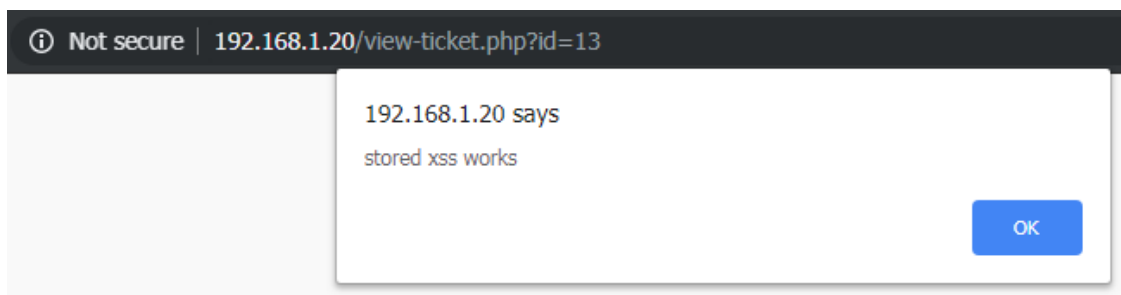 Not secure | 192.168.1.20/view-ticket.php?id=13
192.168.1.20 says
stored xss works
OK